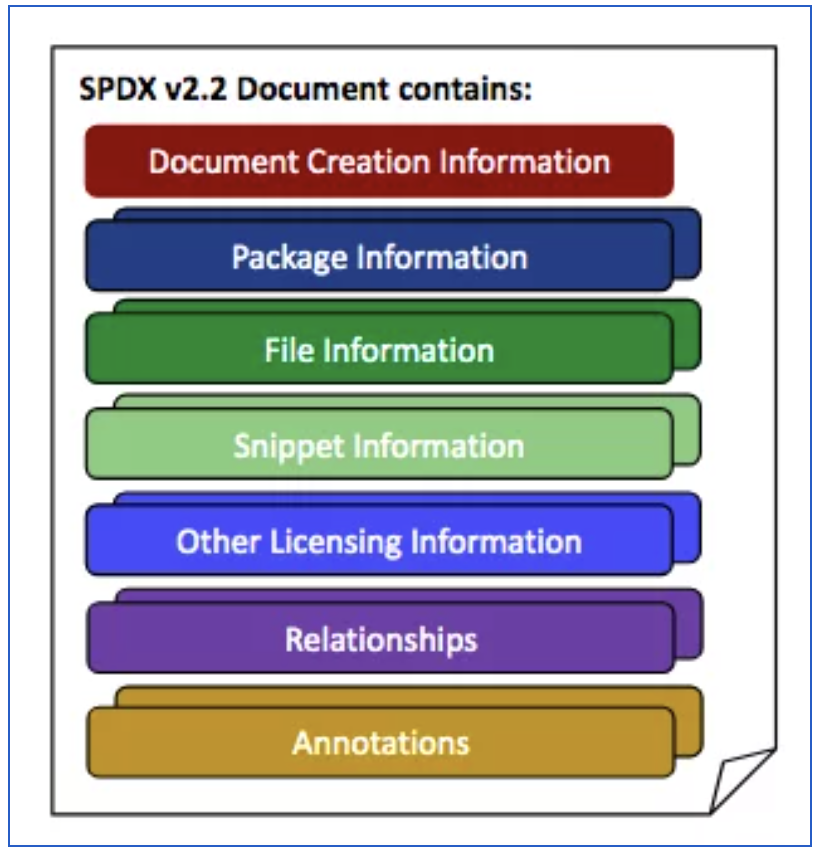 SPDX v2.2 Document contains:
Document Creation Information
Package Information
File Information
Snippet Information
Other Licensing Information
Relationships
Annotations